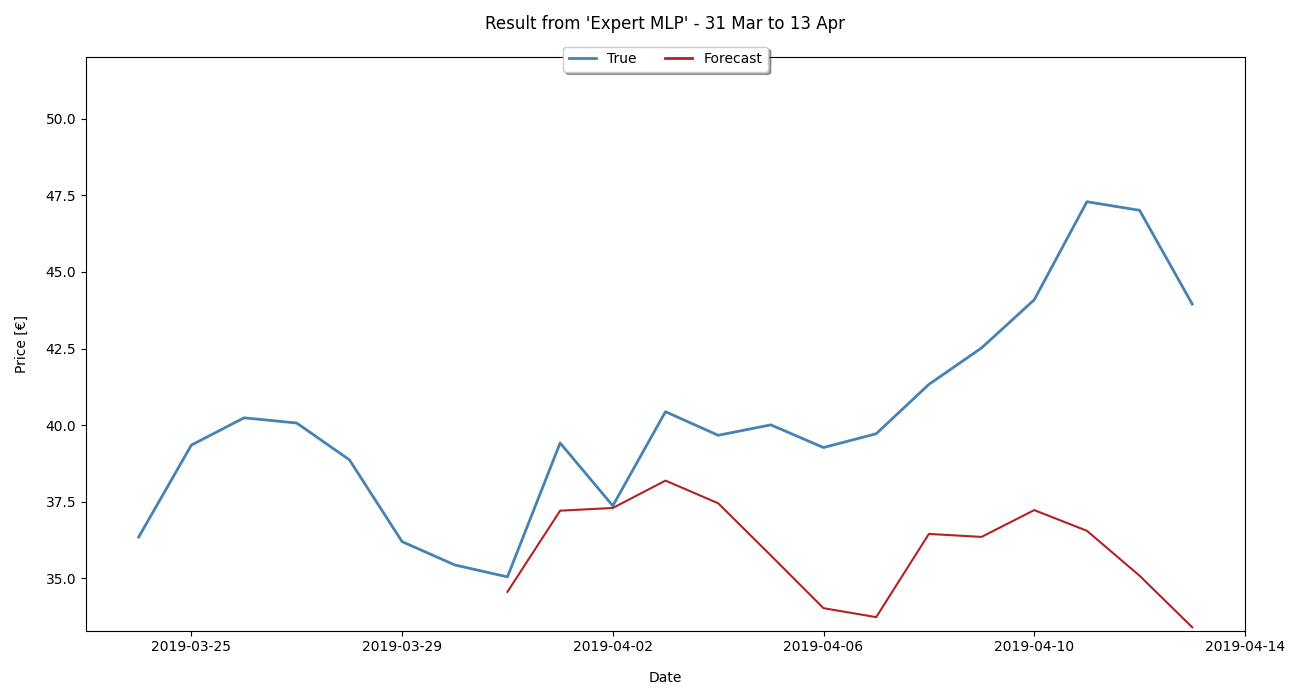 Result from 'Expert MLP' - 31 Mar to 13 Apr
True Forecast
50.0
47.5
45.0
42.5
40.0
37.5
35.0
Price [€]
2019-03-25 2019-03-29 2019-04-02 2019-04-06 2019-04-10 2019-04-14
Date